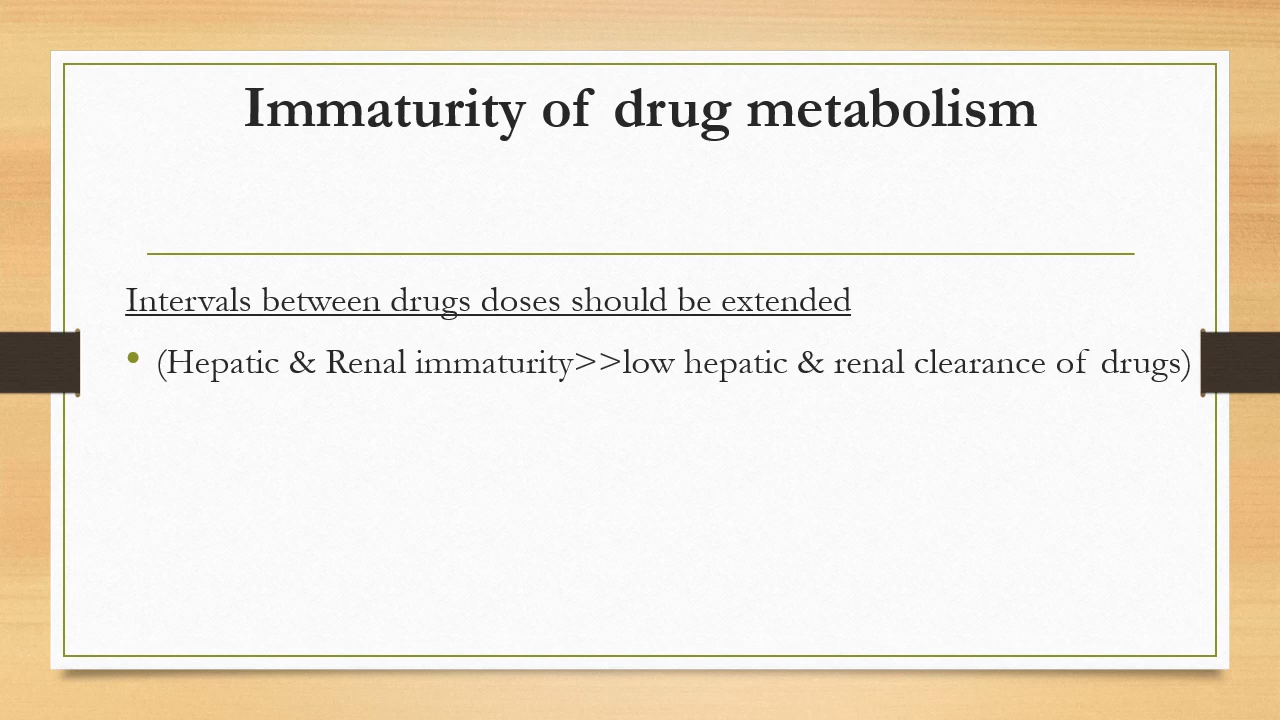 Immaturity of drug metabolism
Intervals between drugs doses should be extended
• (Hepatic & Renal immaturity>>low hepatic & renal clearance of drugs)